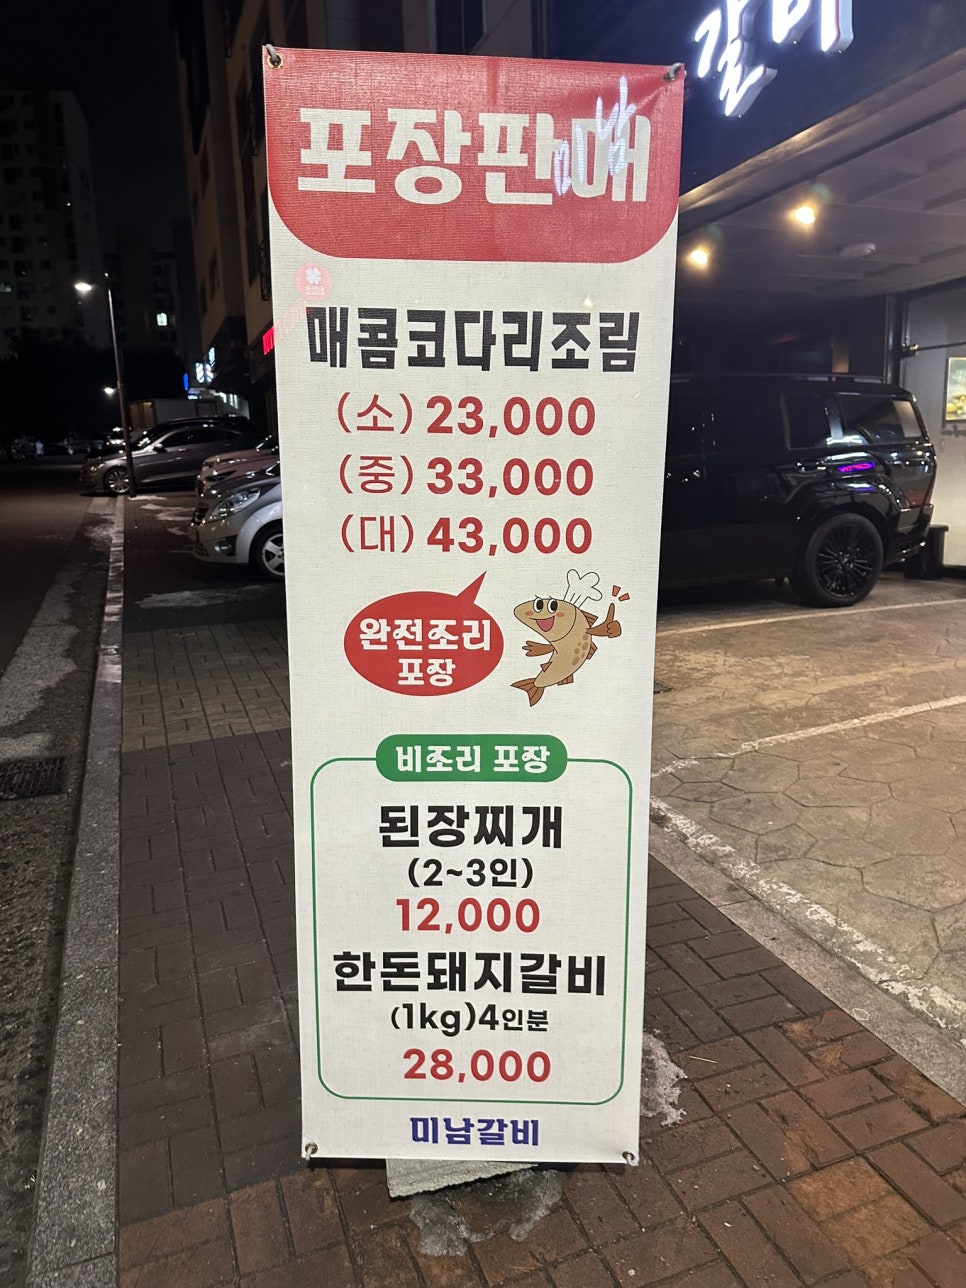 갈비
포장판매
매콤코다리조림
(소) 23,000
(중) 33,000
(대) 43,000
완전조리
포장
비조리 포장
된장찌개
(2~3인)
12,000
한돈돼지갈비
(1kg)4인분
28,000
미남갈비